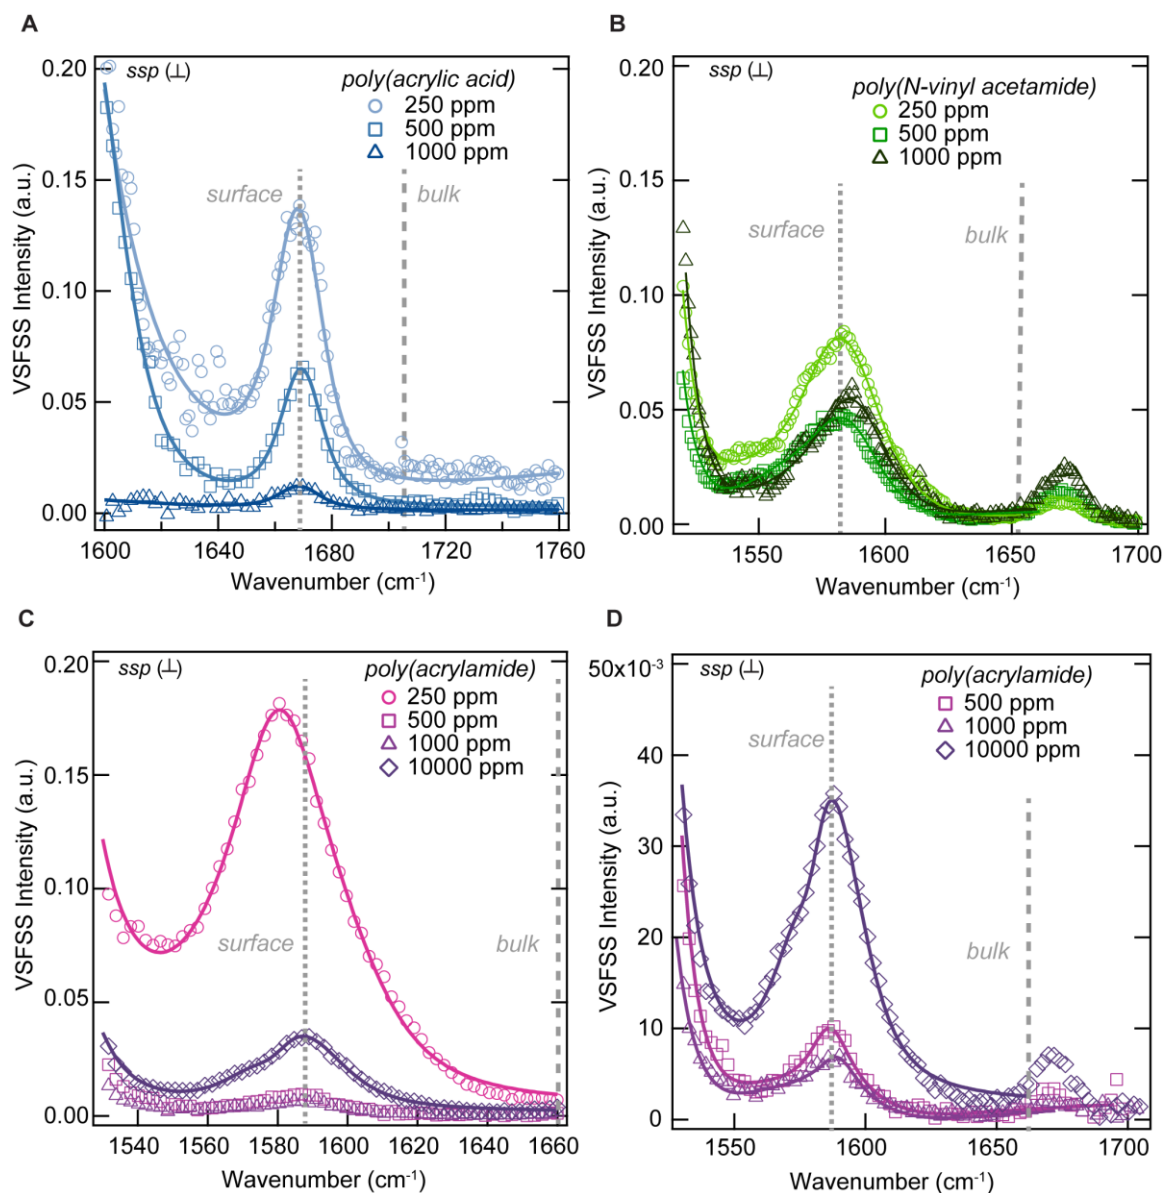 A
ssp (⊥)
poly(acrylic acid)
250 ppm
500 ppm
1000 ppm
surface
bulk
0.20
0.15
0.10
0.05
0.00
VSFSS Intensity (a.u.)
1600
1640
1680
1720
1760
Wavenumber (cm-1)
B
ssp (⊥)
poly(N-vinyl acetamide)
250 ppm
500 ppm
1000 ppm
surface
bulk
0.20
0.15
0.10
0.05
0.00
VSFSS Intensity (a.u.)
1550
1600
1650
1700
Wavenumber (cm-1)
C
ssp (⊥)
poly(acrylamide)
250 ppm
500 ppm
1000 ppm
10000 ppm
surface
bulk
0.20
0.15
0.10
0.05
0.00
VSFSS Intensity (a.u.)
1540
1560
1580
1600
1620
1640
1660
Wavenumber (cm-1)
D
ssp (⊥)
poly(acrylamide)
500 ppm
1000 ppm
10000 ppm
surface
bulk
50x10-3
40
30
20
10
0
VSFSS Intensity (a.u.)
1550
1600
1650
1700
Wavenumber (cm-1)